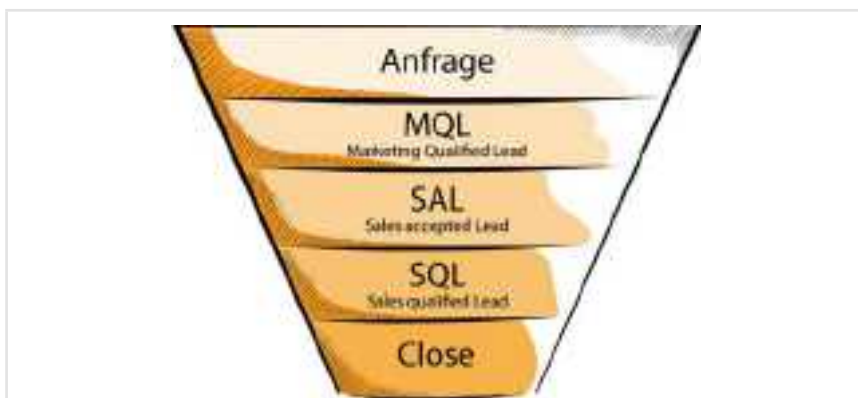 Anfrage
MQL
Marketing Qualified Lead
SAL
Sales accepted Lead
SQL
Sales qualified Lead
Close